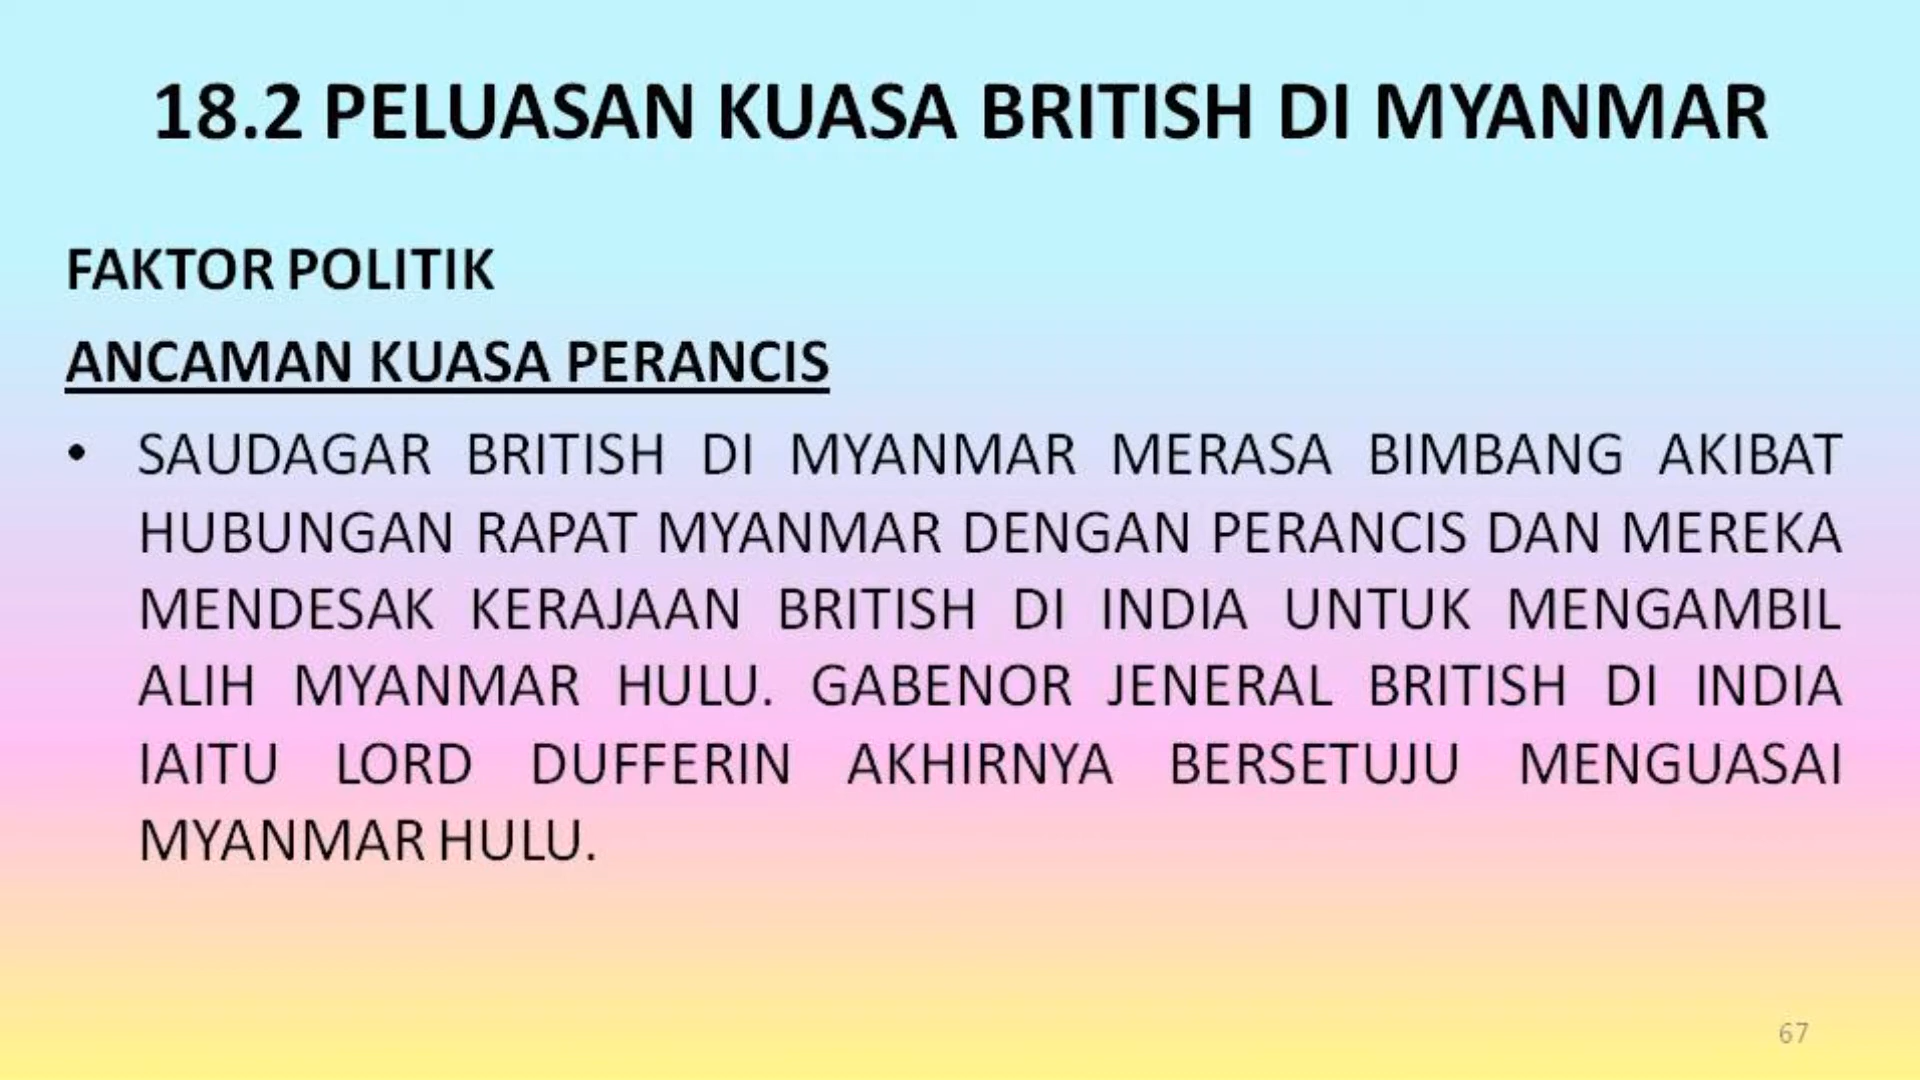 18.2 PELUASAN KUASA BRITISH DI MYANMAR
FAKTOR POLITIK
ANCAMAN KUASA PERANCIS
• SAUDAGAR BRITISH DI MYANMAR MERASA BIMBANG AKIBAT
HUBUNGAN RAPAT MYANMAR DENGAN PERANCIS DAN MEREKA
MENDESAK KERAJAAN BRITISH DI INDIA UNTUK MENGAMBIL
ALIH MYANMAR HULU. GABENOR JENERAL BRITISH DI INDIA
IAITU LORD DUFFERIN AKHIRNYA BERSETUJU MENGUASAI
MYANMAR HULU.
67